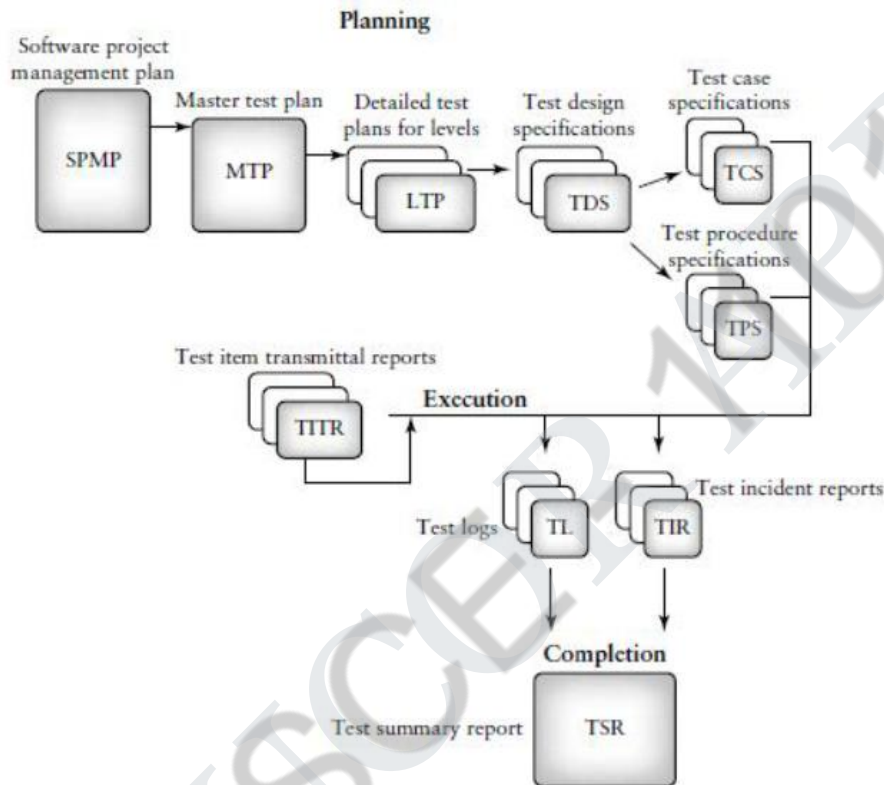 Planning
Software project
management plan
SPMP
Master test plan
MTP
Detailed test
plans for levels
LTP
Test design
specifications
TDS
Test case
specifications
TCS
Test procedure
specifications
TPS
Test item transmittal reports
TITR
Execution
Test logs
TL
TIR
Test incident reports
Completion
Test summary report
TSR